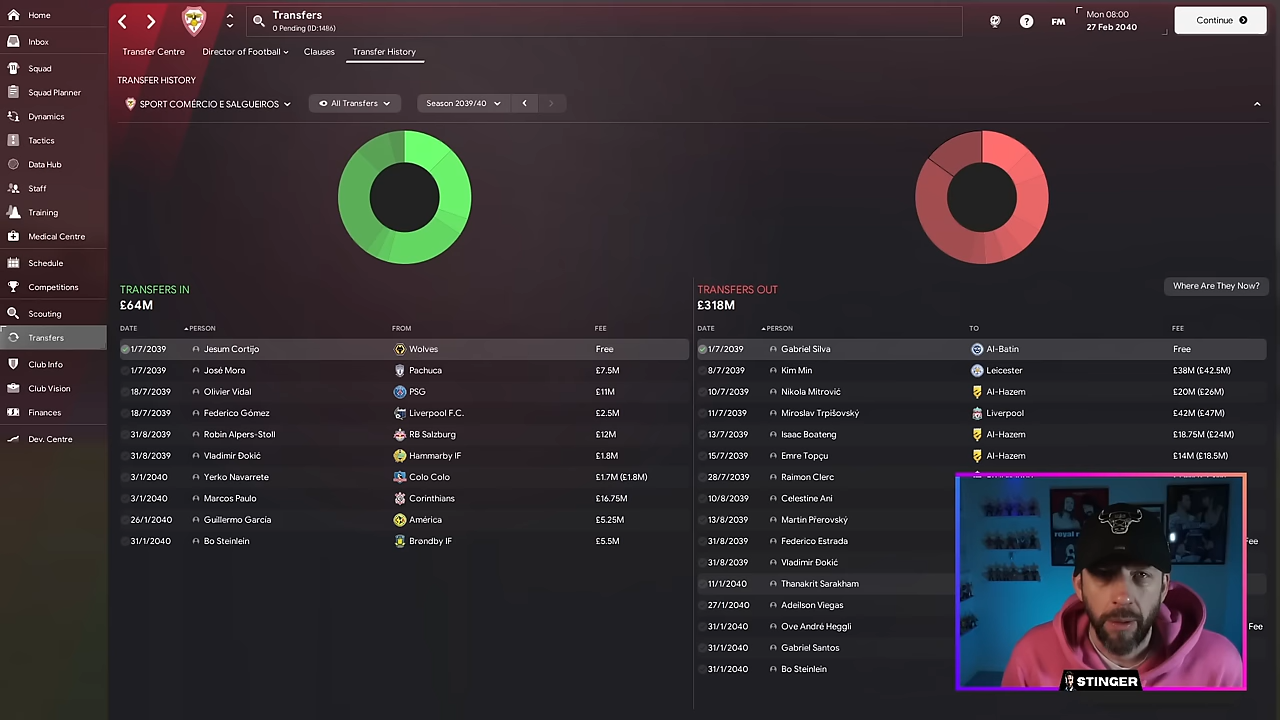 Home
Inbox
Squad
Squad Planner
Dynamics
Tactics
Data Hub
Staff
Training
Medical Centre
Schedule
Competitions
Scouting
Transfers
Club Info
Club Vision
Finances
Dev. Centre
Transfers
0 Pending (ID:1486)
FM
Mon 08:00
27 Feb 2040
Continue
Transfer Centre
Director of Football
Clauses
Transfer History
TRANSFER HISTORY
SPORT COMÉRCIO E SALGUEIROS
All Transfers
Season 2039/40
TRANSFERS IN
£64M
DATE PERSON FROM FEE
1/7/2039 Jesum Cortijo Wolves Free
1/7/2039 José Mora Pachuca £7.5M
18/7/2039 Olivier Vidal PSG £11M
18/7/2039 Federico Gómez Liverpool F.C. £2.5M
31/8/2039 Robin Alpers-Stoll RB Salzburg £12M
31/8/2039 Vladimir Đokić Hammarby IF £1.8M
3/1/2040 Yerko Navarrete Colo Colo £1.7M (£1.8M)
3/1/2040 Marcos Paulo Corinthians £16.75M
26/1/2040 Guillermo García América £5.25M
31/1/2040 Bo Steinlein Brøndby IF £5.5M
TRANSFERS OUT
£318M
Where Are They Now?
DATE PERSON TO FEE
1/7/2039 Gabriel Silva Al-Batin Free
8/7/2039 Kim Min Leicester £38M (£42.5M)
10/7/2039 Nikola Mitrović Al-Hazem £20M (£26M)
11/7/2039 Miroslav Trpišovský Liverpool £42M (£47M)
13/7/2039 Isaac Boateng Al-Hazem £18.75M (£24M)
15/7/2039 Emre Topçu Al-Hazem £14M (£18.5M)
28/7/2039 Raimon Clerc
10/8/2039 Celestine Ani
13/8/2039 Martin Přerovský
31/8/2039 Federico Estrada
31/8/2039 Vladimir Đokić
11/1/2040 Thanakrit Sarakham
27/1/2040 Adeilson Viegas
31/1/2040 Ove André Heggli Fee
31/1/2040 Gabriel Santos
31/1/2040 Bo Steinlein
STINGER